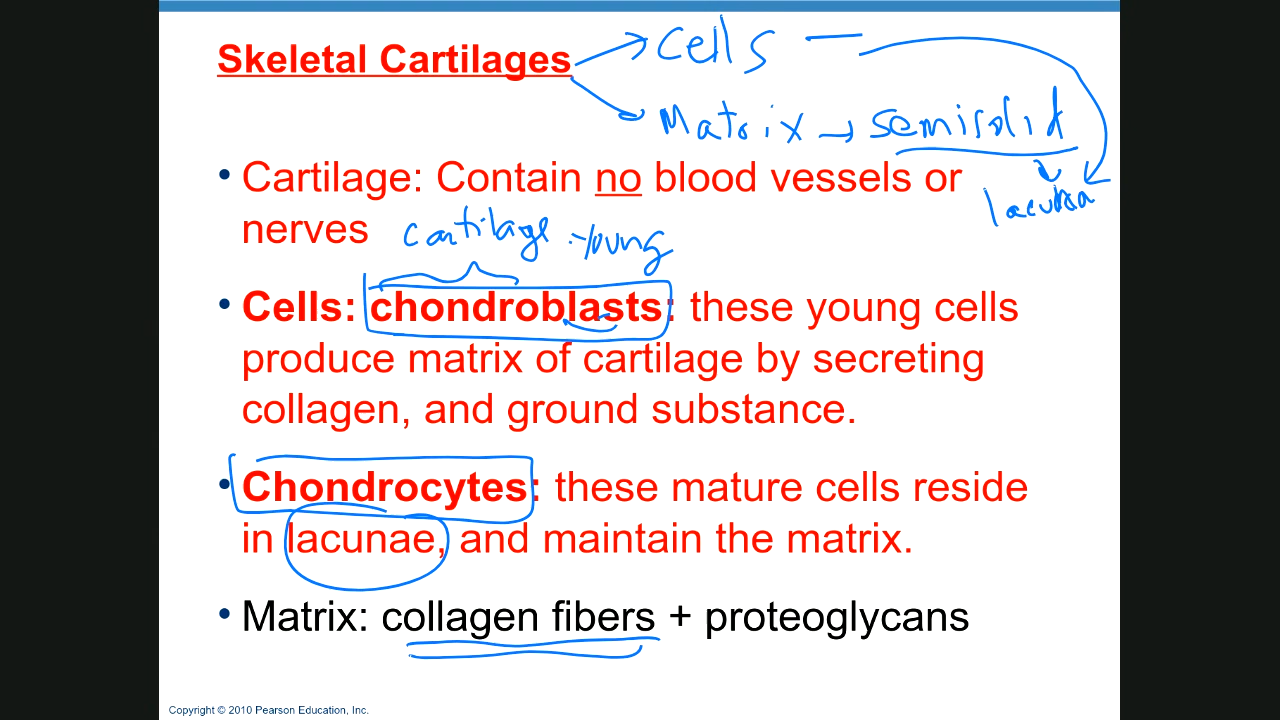 Skeletal Cartilages
Cells
Matrix → semisolid
lacuna
• Cartilage: Contain no blood vessels or
nerves
cartilage young
• Cells: chondroblasts: these young cells
produce matrix of cartilage by secreting
collagen, and ground substance.
• Chondrocytes: these mature cells reside
in lacunae, and maintain the matrix.
• Matrix: collagen fibers + proteoglycans
Copyright © 2010 Pearson Education, Inc.